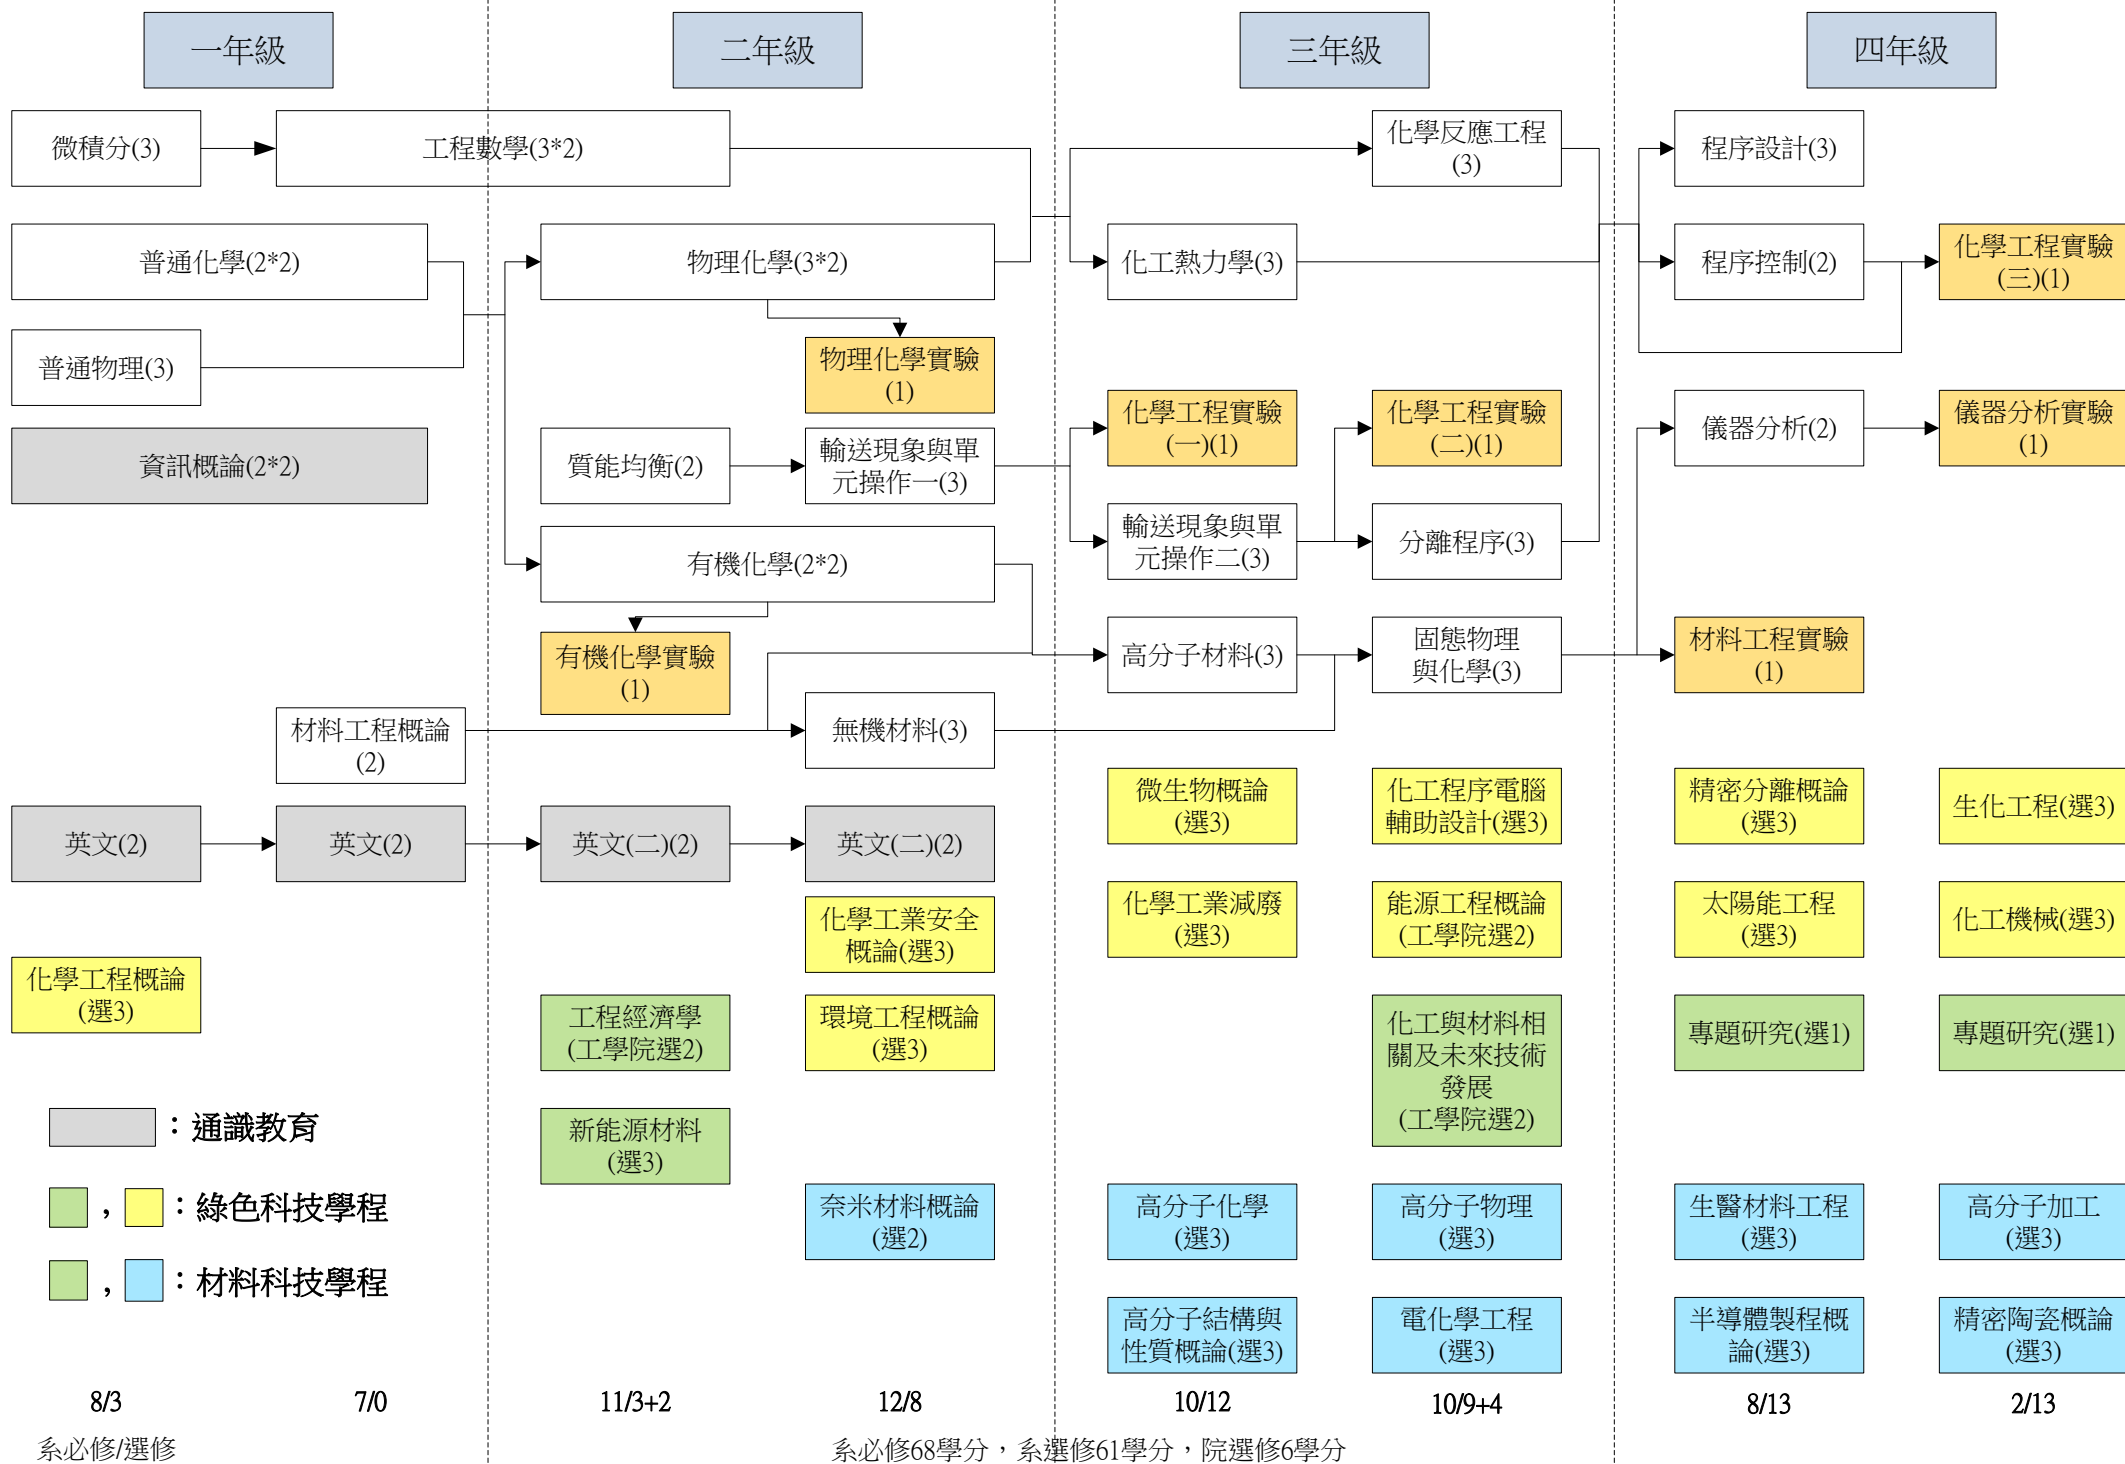 一年級
二年級
三年級
四年級
微積分(3)
工程數學(3*2)
化學反應工程
(3)
程序設計(3)
普通化學(2*2)
物理化學(3*2)
化工熱力學(3)
程序控制(2)
化學工程實驗
(三)(1)
普通物理(3)
物理化學實驗
(1)
資訊概論(2*2)
質能均衡(2)
輸送現象與單
元操作一(3)
化學工程實驗
(一)(1)
化學工程實驗
(二)(1)
儀器分析(2)
儀器分析實驗
(1)
有機化學(2*2)
輸送現象與單
元操作二(3)
分離程序(3)
有機化學實驗
(1)
高分子材料(3)
固態物理
與化學(3)
材料工程實驗
(1)
材料工程概論
(2)
無機材料(3)
微生物概論
(選3)
化工程序電腦
輔助設計(選3)
精密分離概論
(選3)
生化工程(選3)
英文(2)
英文(2)
英文(二)(2)
英文(二)(2)
化學工業安全
概論(選3)
化學工業減廢
(選3)
能源工程概論
(工學院選2)
太陽能工程
(選3)
化工機械(選3)
化學工程概論
(選3)
工程經濟學
(工學院選2)
環境工程概論
(選3)
化工與材料相
關及未來技術
發展
(工學院選2)
專題研究(選1)
專題研究(選1)
：通識教育
新能源材料
(選3)
，：綠色科技學程
奈米材料概論
(選2)
高分子化學
(選3)
高分子物理
(選3)
生醫材料工程
(選3)
高分子加工
(選3)
，：材料科技學程
高分子結構與
性質概論(選3)
電化學工程
(選3)
半導體製程概
論(選3)
精密陶瓷概論
(選3)
8/3
7/0
11/3+2
12/8
10/12
10/9+4
8/13
2/13
系必修/選修
系必修68學分，系選修61學分，院選修6學分